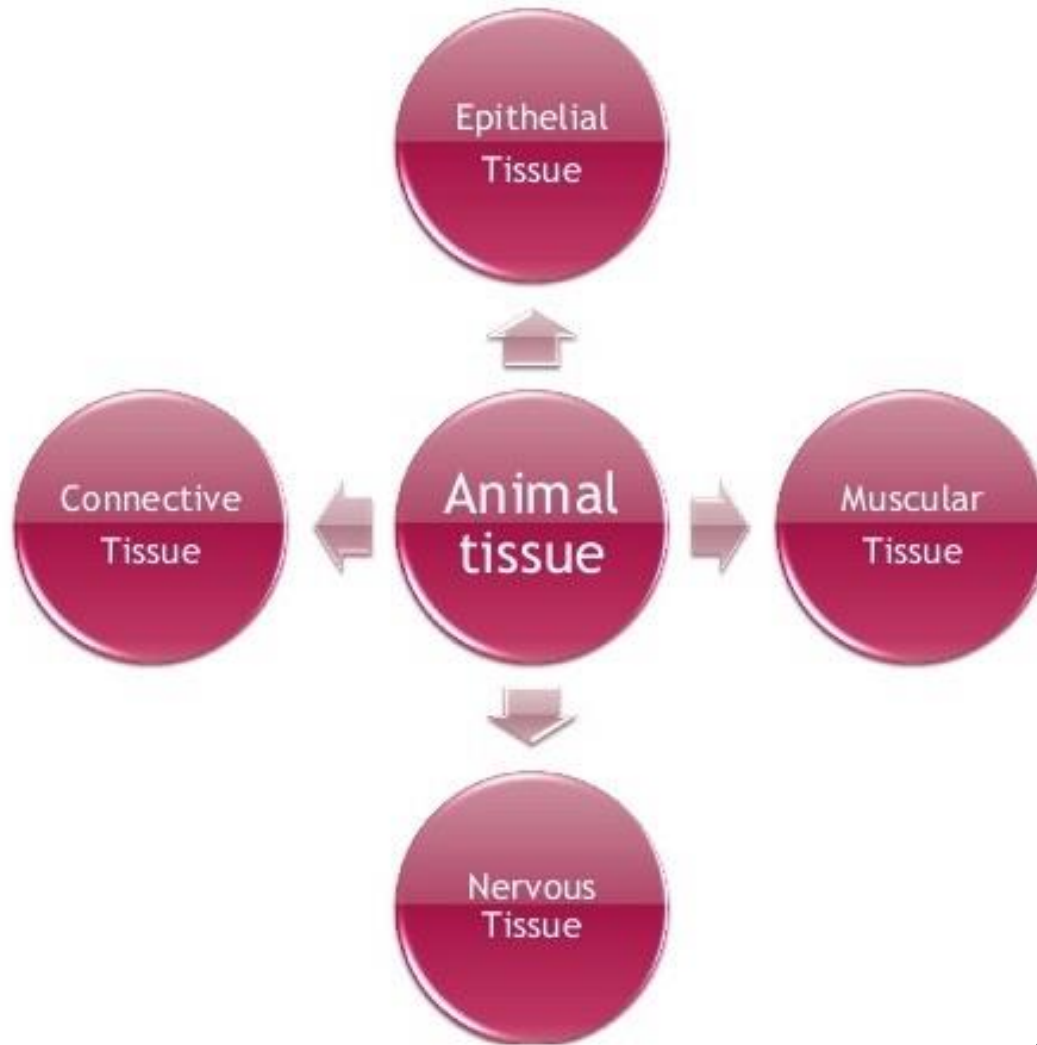 Epithelial
Tissue
Connective
Tissue
Animal
tissue
Muscular
Tissue
Nervous
Tissue